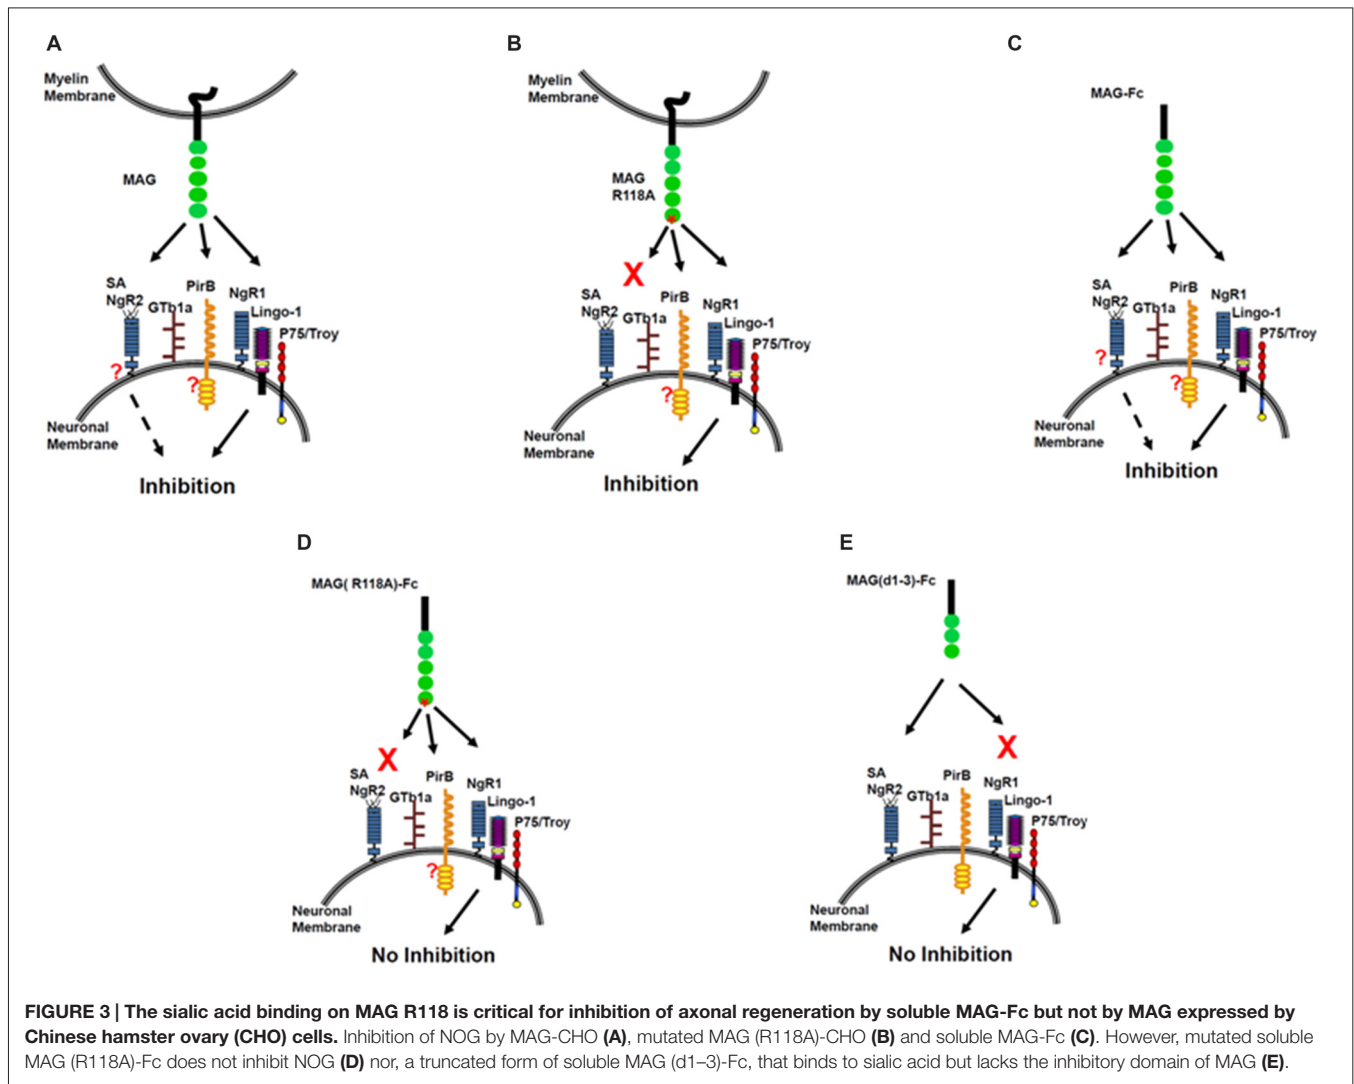 A
Myelin
Membrane
MAG
SA
NgR2
GTb1a
PirB
NgR1
Lingo-1
P75/Troy
?
?
Neuronal
Membrane
Inhibition
B
Myelin
Membrane
MAG
R118A
X
SA
NgR2
GTb1a
PirB
NgR1
Lingo-1
P75/Troy
?
Neuronal
Membrane
Inhibition
C
MAG-Fc
SA
NgR2
GTb1a
PirB
NgR1
Lingo-1
P75/Troy
?
?
Neuronal
Membrane
Inhibition
D
MAG( R118A)-Fc
X
SA
NgR2
GTb1a
PirB
NgR1
Lingo-1
P75/Troy
?
Neuronal
Membrane
No Inhibition
E
MAG(d1-3)-Fc
X
SA
NgR2
GTb1a
PirB
NgR1
Lingo-1
P75/Troy
Neuronal
Membrane
No Inhibition
FIGURE 3 | The sialic acid binding on MAG R118 is critical for inhibition of axonal regeneration by soluble MAG-Fc but not by MAG expressed by
Chinese hamster ovary (CHO) cells. Inhibition of NOG by MAG-CHO (A), mutated MAG (R118A)-CHO (B) and soluble MAG-Fc (C). However, mutated soluble
MAG (R118A)-Fc does not inhibit NOG (D) nor, a truncated form of soluble MAG (d1–3)-Fc, that binds to sialic acid but lacks the inhibitory domain of MAG (E).